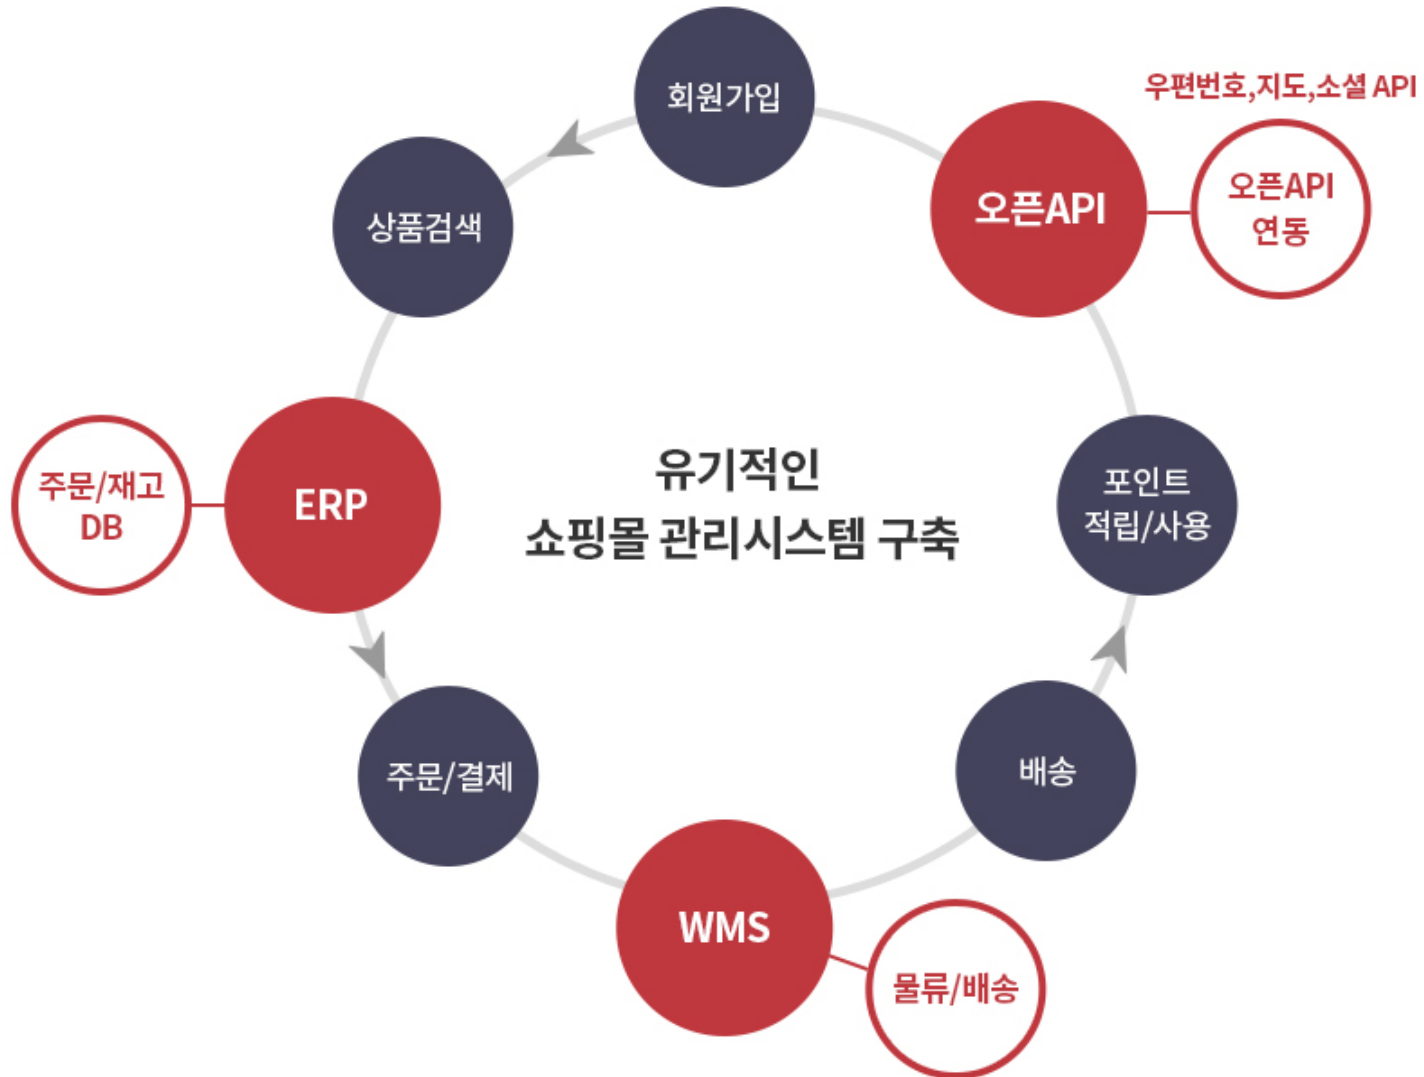 회원가입
우편번호,지도,소셜 API
오픈API
오픈API
연동
상품검색
유기적인
쇼핑몰 관리시스템 구축
주문/재고
DB
ERP
포인트
적립/사용
주문/결제
배송
WMS
물류/배송